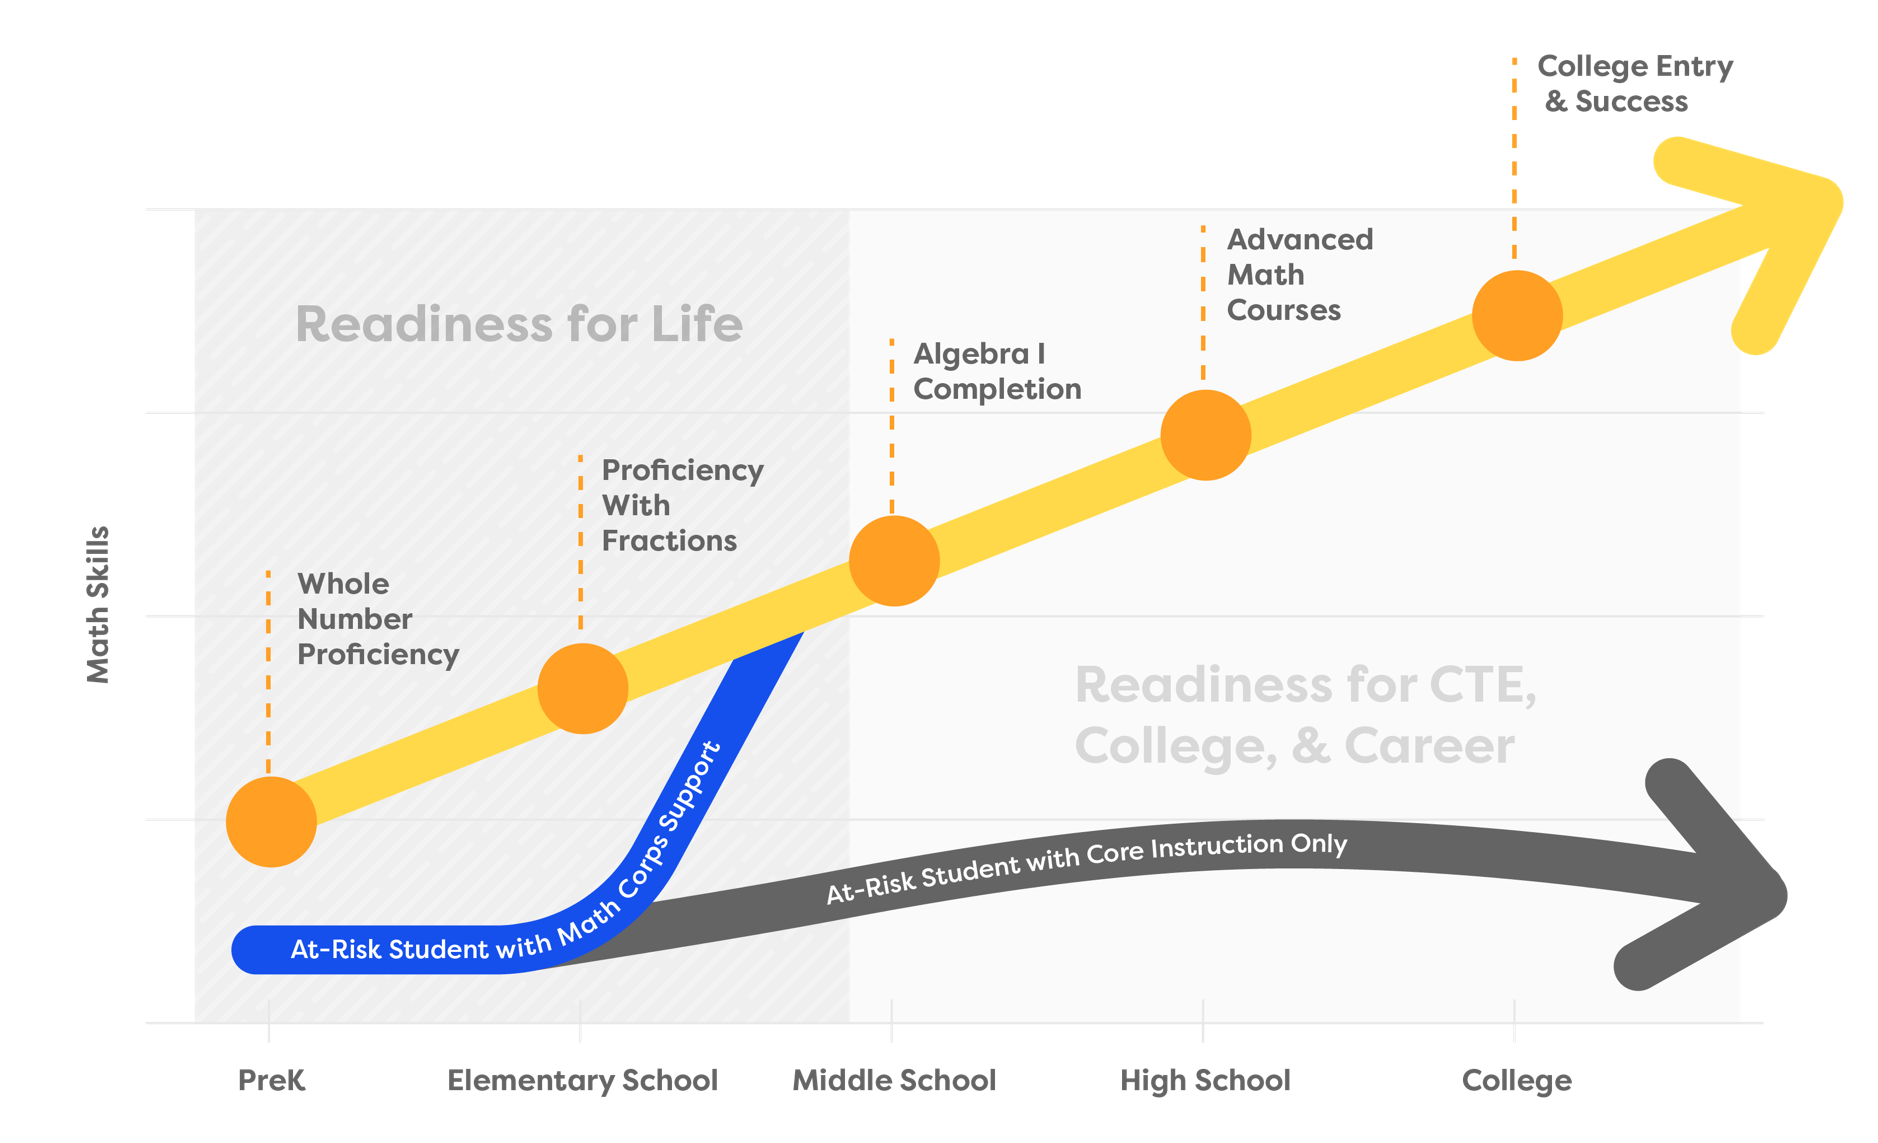 College Entry
& Success
Advanced
Math
Courses
Readiness for Life
Algebra I
Completion
Proficiency
With
Fractions
Whole
Number
Proficiency
Math Skills
Readiness for CTE,
College, & Career
At-Risk Student with Math Corps Support
At-Risk Student with Core Instruction Only
PreK
Elementary School
Middle School
High School
College